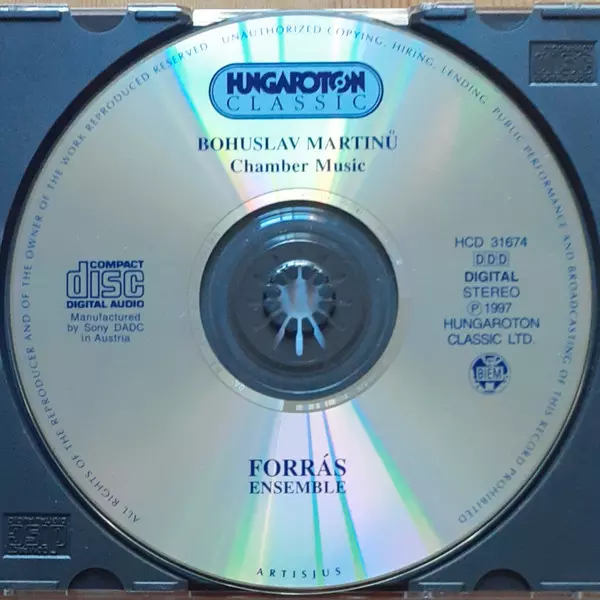 ALL RIGHTS OF THE REPRODUCER AND OF THE OWNER OF THE WORK REPRODUCED RESERVED UNAUTHORIZED COPYING, HIRING, LENDING, PUBLIC PERFORMANCE AND BROADCASTING OF THIS RECORD PROHIBITED
HUNGAROTON
CLASSIC
BOHUSLAV MARTINŰ
Chamber Music
COMPACT
disc
DIGITAL AUDIO
Manufactured
by Sony DADC
in Austria
HCD 31674
DDD
DIGITAL
STEREO
℗ 1997
HUNGAROTON
CLASSIC LTD.
BIEM
FORRÁS
ENSEMBLE
ARTISJUS